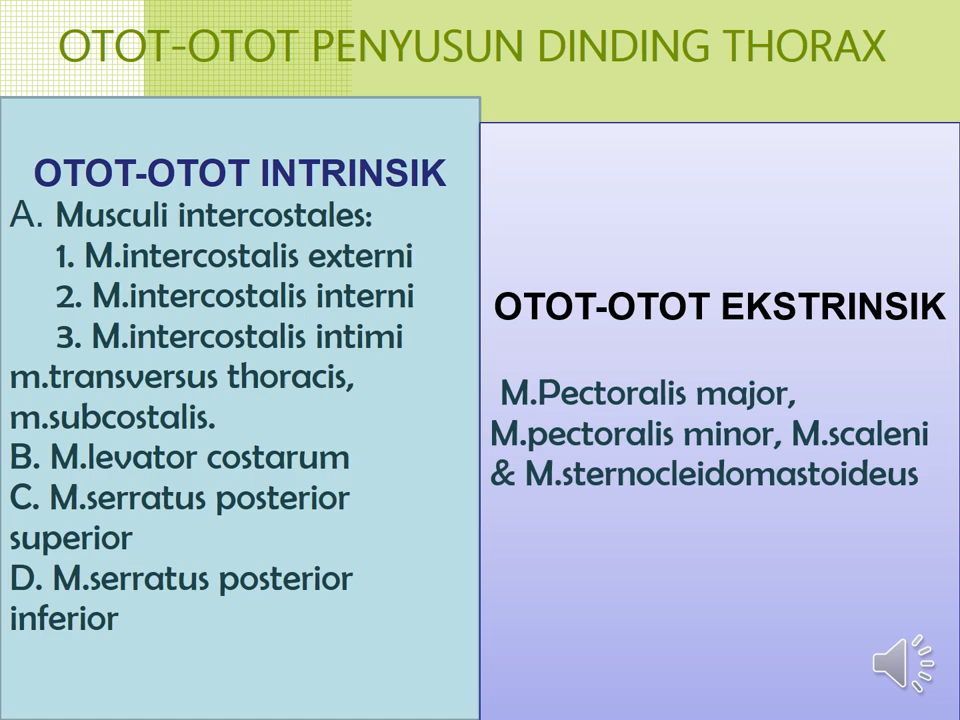 OTOT-OTOT PENYUSUN DINDING THORAX
OTOT-OTOT INTRINSIK
A. Musculi intercostales:
1. M.intercostalis externi
2. M.intercostalis interni
3. M.intercostalis intimi
m.transversus thoracis,
m.subcostalis.
B. M.levator costarum
C. M.serratus posterior
superior
D. M.serratus posterior
inferior
OTOT-OTOT EKSTRINSIK
M.Pectoralis major,
M.pectoralis minor, M.scaleni
& M.sternocleidomastoideus